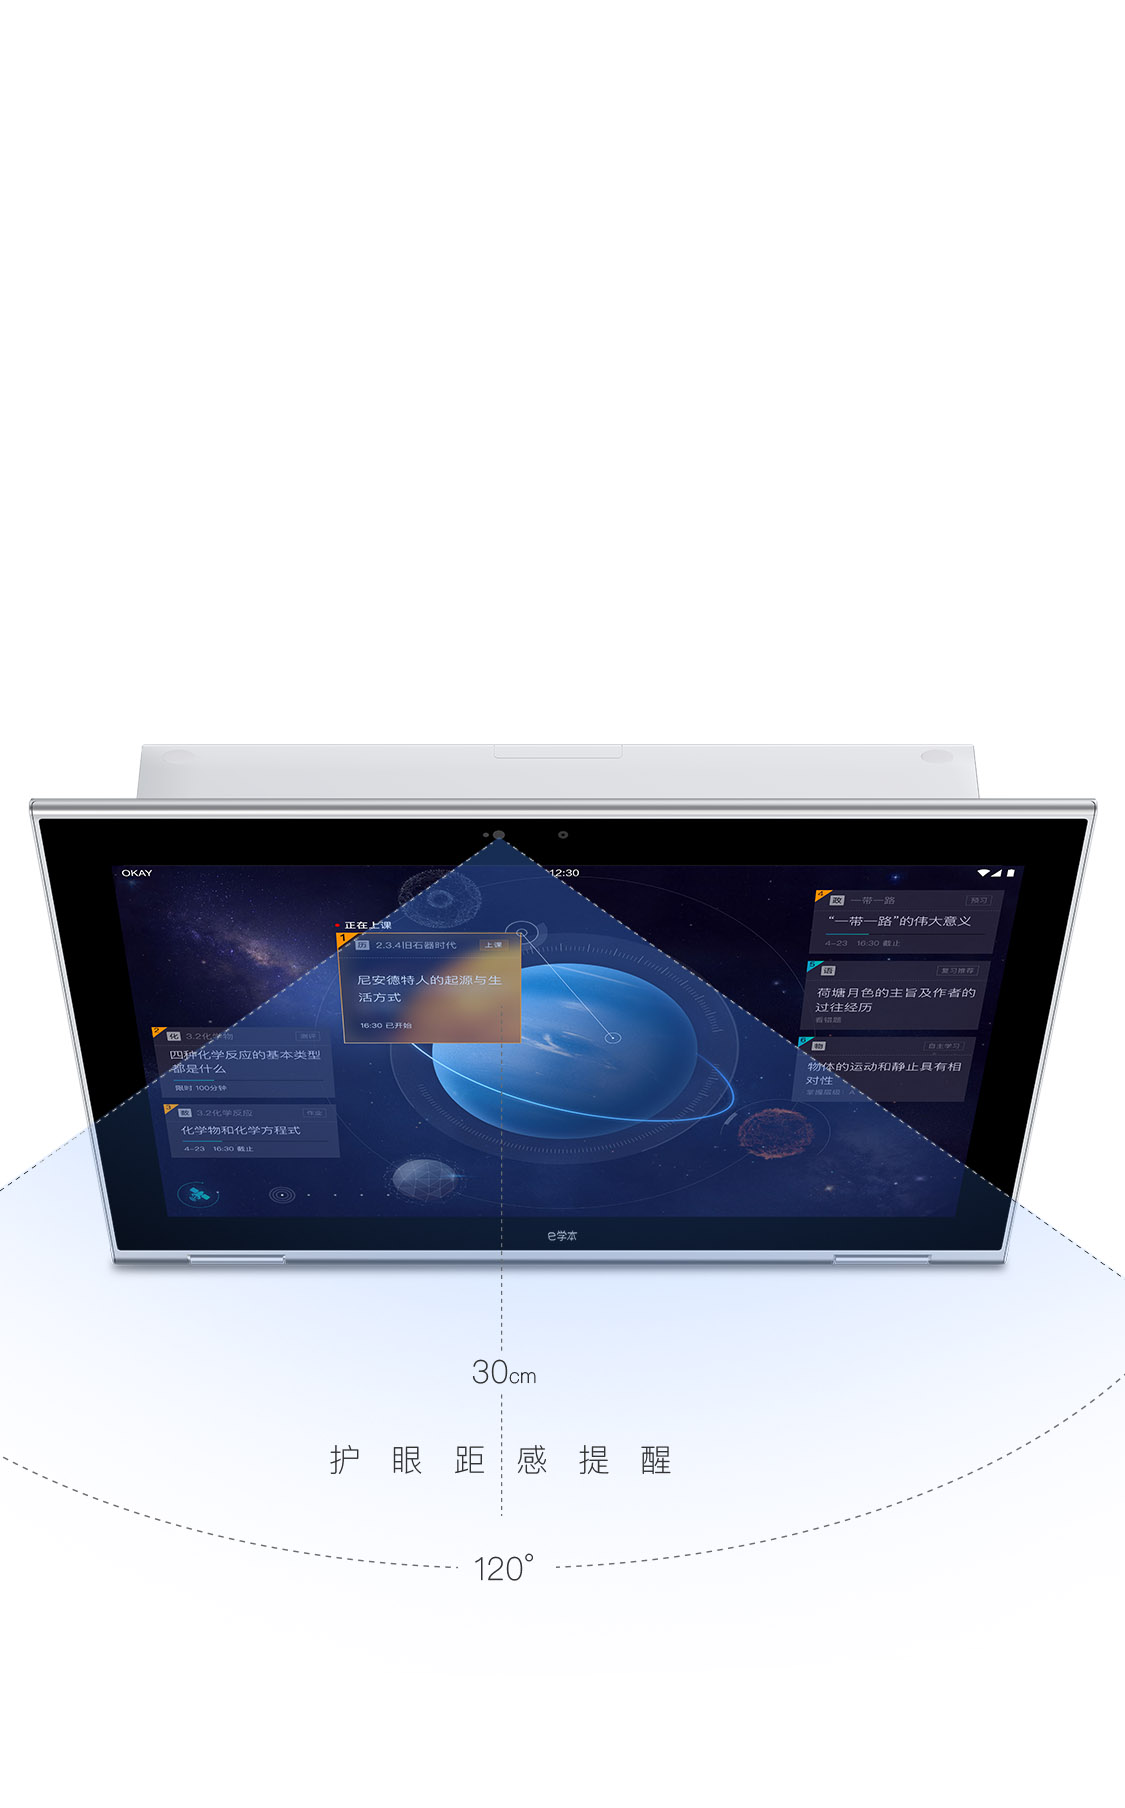 OKAY
12:30
正在上课
1
历 2.3.4旧石器时代 上课
尼安德特人的起源与生
活方式
16:30 已开始
2
化 3.2化学物 测评
四种化学反应的基本类型
都是什么
限时 100分钟
3
数 3.2化学反应 作业
化学物和化学方程式
4-23 16:30 截止
4
政 一带一路 预习
“一带一路”的伟大意义
4-23 16:30 截止
5
语 复习推荐
荷塘月色的主旨及作者的
过往经历
看错题
6
物 自主学习
物体的运动和静止具有相
对性
掌握层级
e学本
30cm
护眼距感提醒
120°